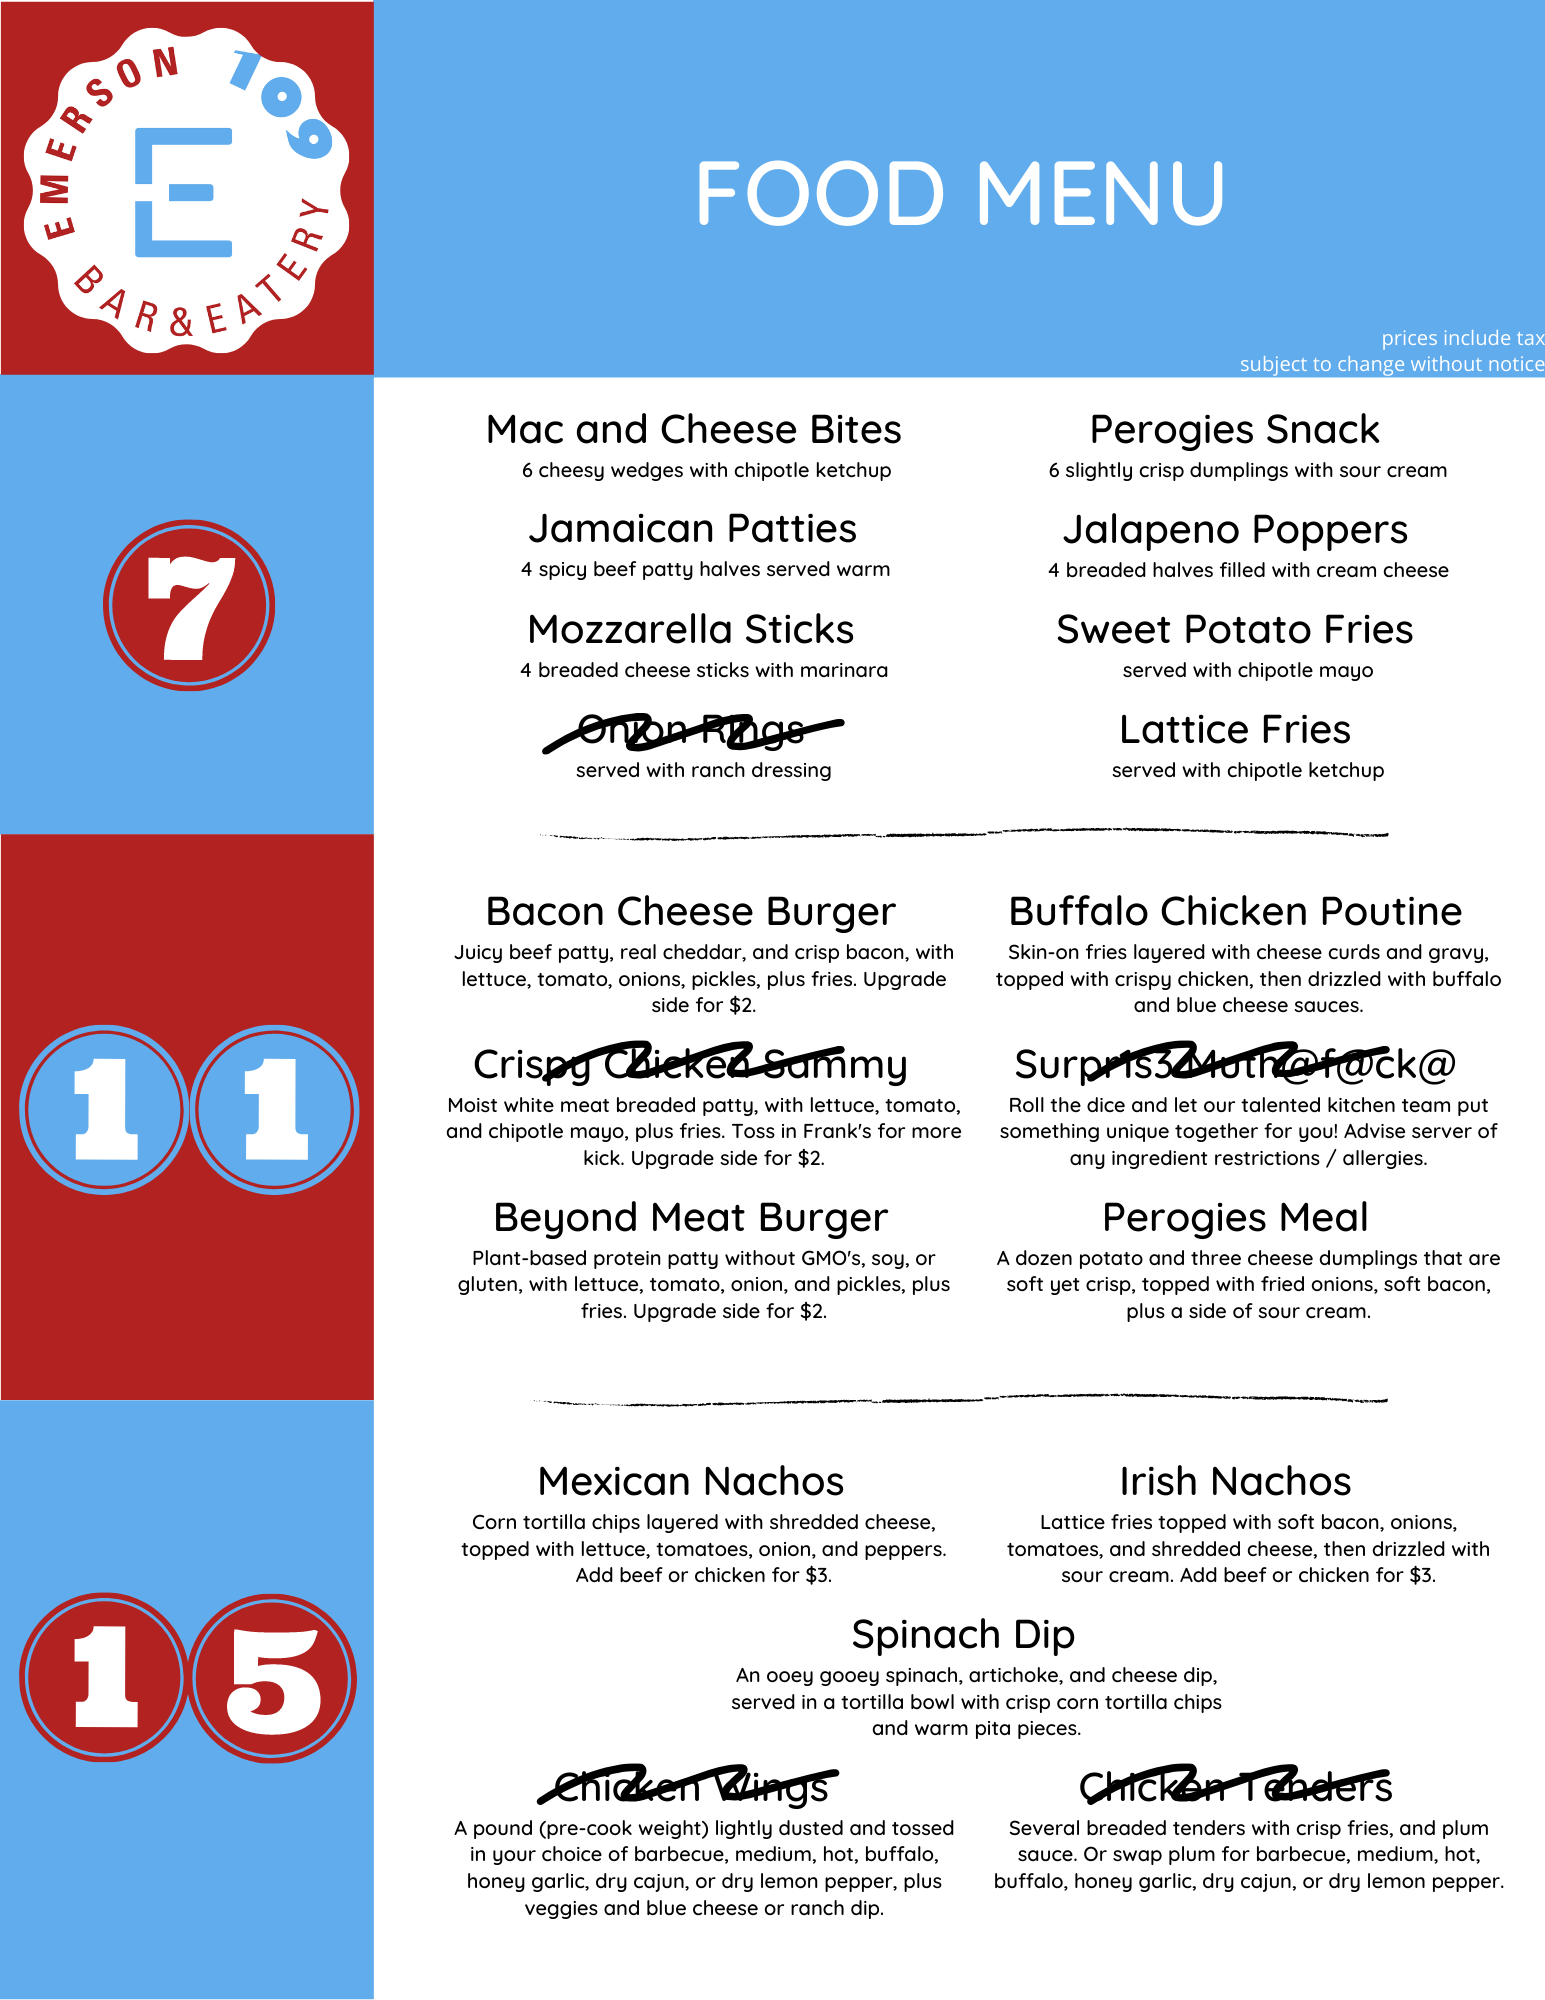 EMERSON 109
E
BAR & EATERY
FOOD MENU
prices include tax
subject to change without notice
7
Mac and Cheese Bites
6 cheesy wedges with chipotle ketchup
Perogies Snack
6 slightly crisp dumplings with sour cream
Jamaican Patties
4 spicy beef patty halves served warm
Jalapeno Poppers
4 breaded halves filled with cream cheese
Mozzarella Sticks
4 breaded cheese sticks with marinara
Sweet Potato Fries
served with chipotle mayo
Onion Rings
served with ranch dressing
Lattice Fries
served with chipotle ketchup
11
Bacon Cheese Burger
Juicy beef patty, real cheddar, and crisp bacon, with
lettuce, tomato, onions, pickles, plus fries. Upgrade
side for $2.
Buffalo Chicken Poutine
Skin-on fries layered with cheese curds and gravy,
topped with crispy chicken, then drizzled with buffalo
and blue cheese sauces.
Crispy Chicken Sammy
Moist white meat breaded patty, with lettuce, tomato,
and chipotle mayo, plus fries. Toss in Frank's for more
kick. Upgrade side for $2.
Surpr1s3 Muth@f@ck@
Roll the dice and let our talented kitchen team put
something unique together for you! Advise server of
any ingredient restrictions / allergies.
Beyond Meat Burger
Plant-based protein patty without GMO's, soy, or
gluten, with lettuce, tomato, onion, and pickles, plus
fries. Upgrade side for $2.
Perogies Meal
A dozen potato and three cheese dumplings that are
soft yet crisp, topped with fried onions, soft bacon,
plus a side of sour cream.
15
Mexican Nachos
Corn tortilla chips layered with shredded cheese,
topped with lettuce, tomatoes, onion, and peppers.
Add beef or chicken for $3.
Irish Nachos
Lattice fries topped with soft bacon, onions,
tomatoes, and shredded cheese, then drizzled with
sour cream. Add beef or chicken for $3.
Spinach Dip
An ooey gooey spinach, artichoke, and cheese dip,
served in a tortilla bowl with crisp corn tortilla chips
and warm pita pieces.
Chicken Wings
A pound (pre-cook weight) lightly dusted and tossed
in your choice of barbecue, medium, hot, buffalo,
honey garlic, dry cajun, or dry lemon pepper, plus
veggies and blue cheese or ranch dip.
Chicken Tenders
Several breaded tenders with crisp fries, and plum
sauce. Or swap plum for barbecue, medium, hot,
buffalo, honey garlic, dry cajun, or dry lemon pepper.